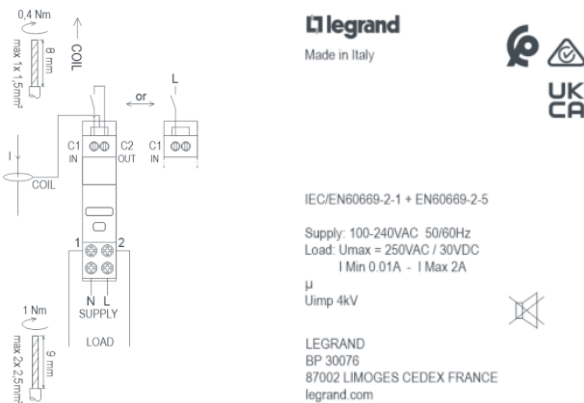 0,4 Nm
8 mm
max 1x 1,5mm²
COIL
L
or
C1
C2
C1
IN
OUT
IN
I
COIL
1
2
N L
SUPPLY
LOAD
1 Nm
9 mm
max 2x 2,5mm²
legrand
Made in Italy
UK
CA
IEC/EN60669-2-1 + EN60669-2-5
Supply: 100-240VAC 50/60Hz
Load: Umax = 250VAC / 30VDC
I Min 0.01A - I Max 2A
µ
Uimp 4kV
LEGRAND
BP 30076
87002 LIMOGES CEDEX FRANCE
legrand.com